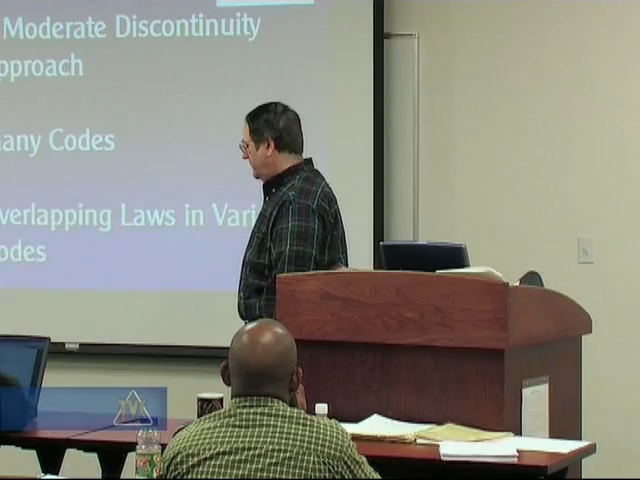 Moderate Discontinuity
pproach
any Codes
verlapping Laws in Vari
odes